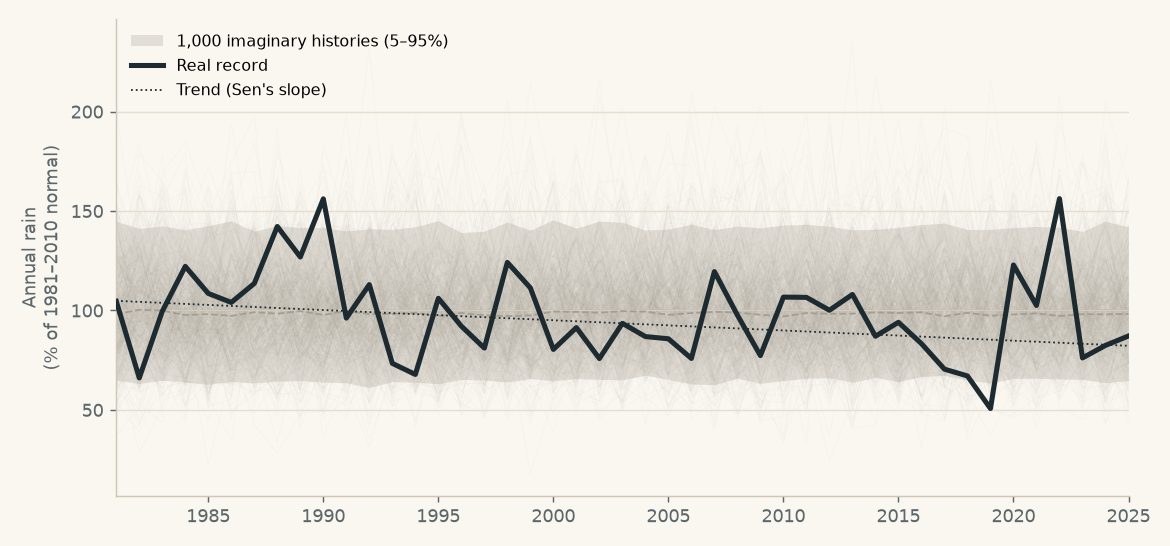 1,000 imaginary histories (5–95%)
Real record
Trend (Sen's slope)
Annual rain
(% of 1981–2010 normal)
200
150
100
50
1985
1990
1995
2000
2005
2010
2015
2020
2025